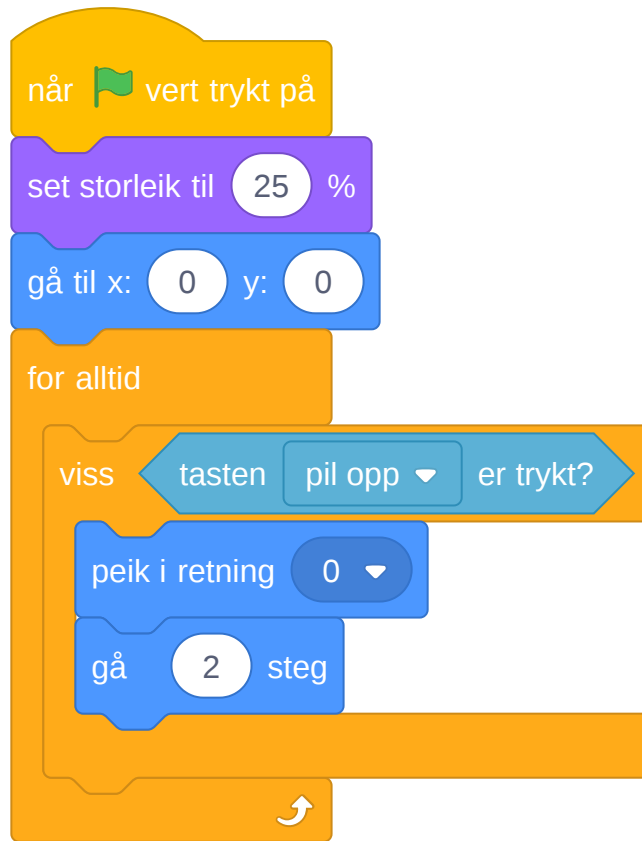 når vert trykt på
set storleik til 25 %
gå til x: 0 y: 0
for alltid
viss tasten pil opp er trykt?
peik i retning 0
gå 2 steg